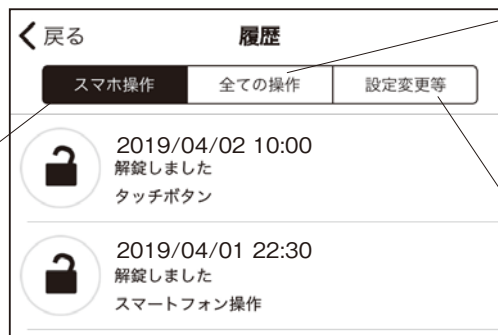 戻る
履歴
スマホ操作 全ての操作 設定変更等
2019/04/02 10:00
解錠しました
タッチボタン
2019/04/01 22:30
解錠しました
スマートフォン操作